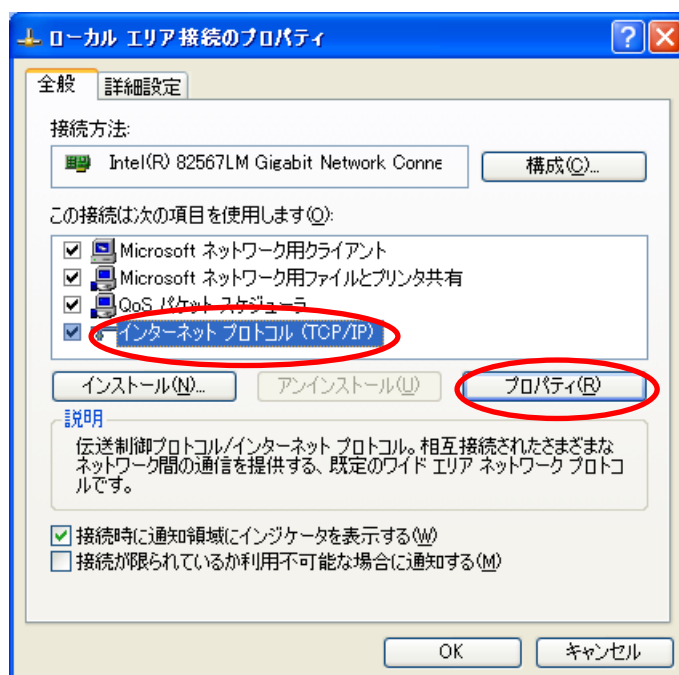 ローカル エリア接続のプロパティ
全般 詳細設定
接続方法:
Intel(R) 82567LM Gigabit Network Conne 構成(C)...
この接続は次の項目を使用します(O):
Microsoft ネットワーク用クライアント
Microsoft ネットワーク用ファイルとプリンタ共有
QoS パケット スケジューラ
インターネット プロトコル (TCP/IP)
インストール(N)... アンインストール(U) プロパティ(R)
説明
伝送制御プロトコル/インターネット プロトコル。相互接続されたさまざまな
ネットワーク間の通信を提供する、既定のワイド エリア ネットワーク プロトコ
ルです。
接続時に通知領域にインジケータを表示する(W)
接続が限られているか利用不可能な場合に通知する(M)
OK キャンセル